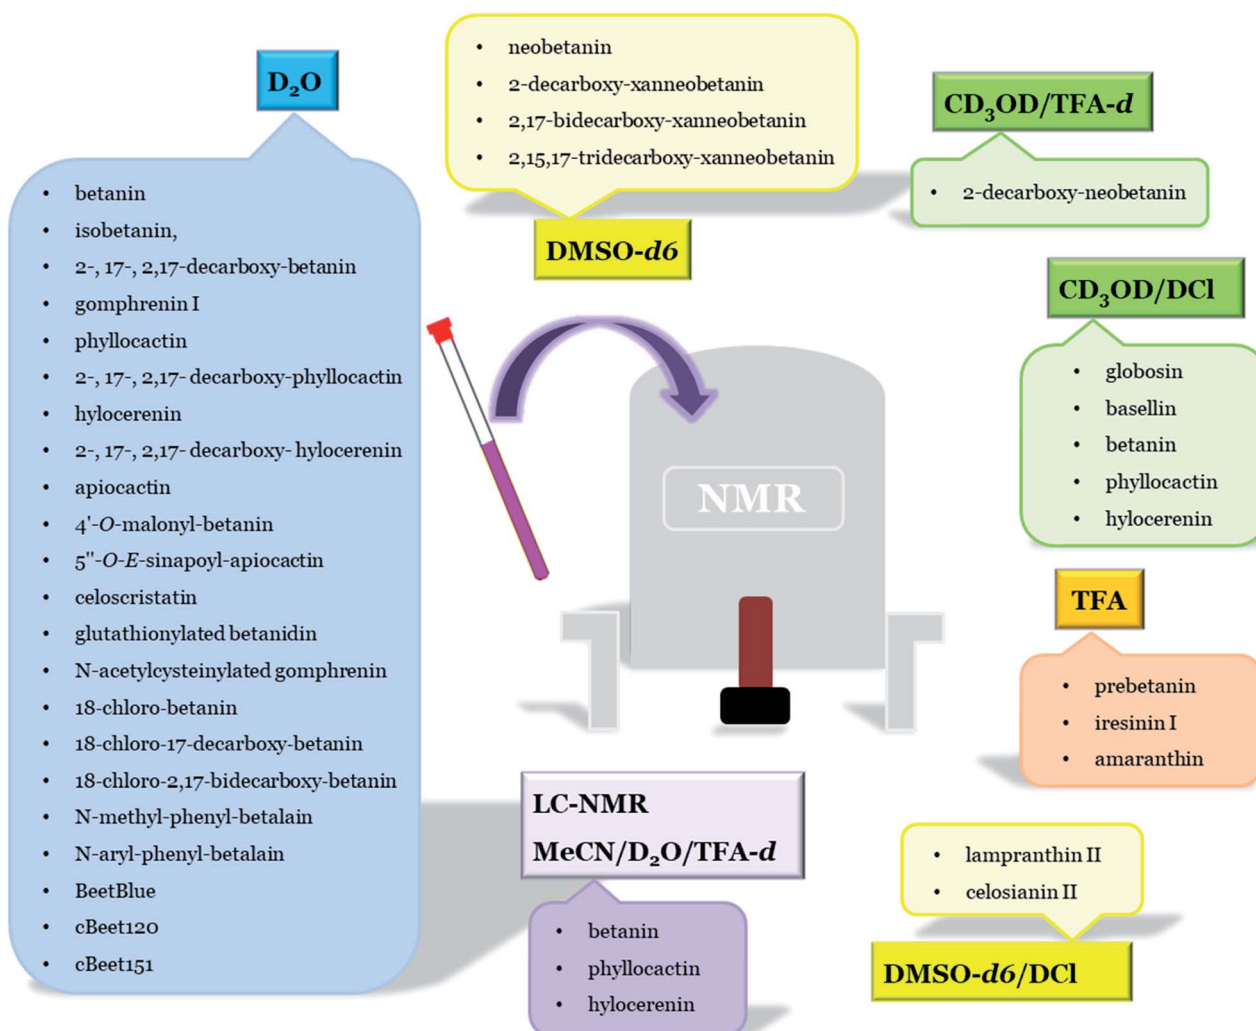 D₂O
• betanin
• isobetanin,
• 2-, 17-, 2,17-decarboxy-betanin
• gomphrenin I
• phyllocactin
• 2-, 17-, 2,17- decarboxy-phyllocactin
• hylocerenin
• 2-, 17-, 2,17- decarboxy- hylocerenin
• apiocactin
• 4'-O-malonyl-betanin
• 5''-O-E-sinapoyl-apiocactin
• celoscristatin
• glutathionylated betanidin
• N-acetylcysteinylated gomphrenin
• 18-chloro-betanin
• 18-chloro-17-decarboxy-betanin
• 18-chloro-2,17-bidecarboxy-betanin
• N-methyl-phenyl-betalain
• N-aryl-phenyl-betalain
• BeetBlue
• cBeet120
• cBeet151
• neobetanin
• 2-decarboxy-xanneobetanin
• 2,17-bidecarboxy-xanneobetanin
• 2,15,17-tridecarboxy-xanneobetanin
DMSO-d6
CD₃OD/TFA-d
• 2-decarboxy-neobetanin
CD₃OD/DCl
• globosin
• basellin
• betanin
• phyllocactin
• hylocerenin
NMR
TFA
• prebetanin
• iresinin I
• amaranthin
LC-NMR
MeCN/D₂O/TFA-d
• betanin
• phyllocactin
• hylocerenin
• lampranthin II
• celosianin II
DMSO-d6/DCl